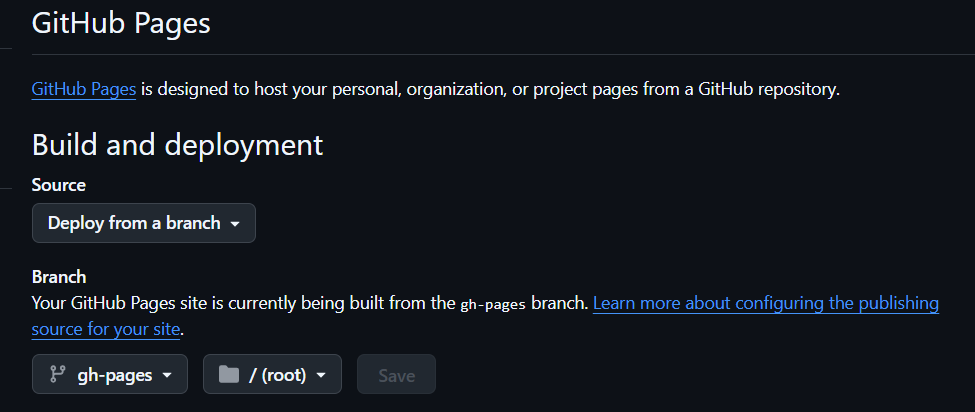 GitHub Pages
GitHub Pages is designed to host your personal, organization, or project pages from a GitHub repository.
Build and deployment
Source
Deploy from a branch
Branch
Your GitHub Pages site is currently being built from the gh-pages branch. Learn more about configuring the publishing
source for your site.
gh-pages / (root) Save